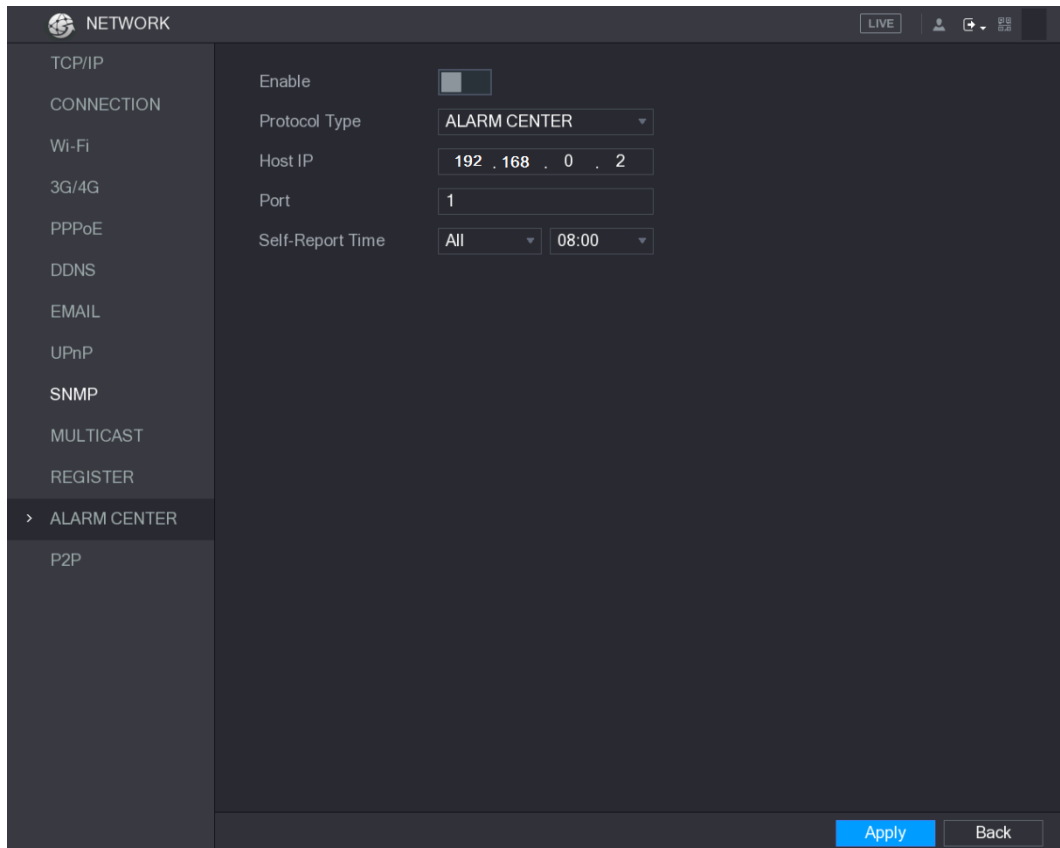 NETWORK
LIVE
TCP/IP
CONNECTION
Wi-Fi
3G/4G
PPPoE
DDNS
EMAIL
UPnP
SNMP
MULTICAST
REGISTER
> ALARM CENTER
P2P
Enable
Protocol Type ALARM CENTER
Host IP 192 . 168 . 0 . 2
Port 1
Self-Report Time All 08:00
Apply Back